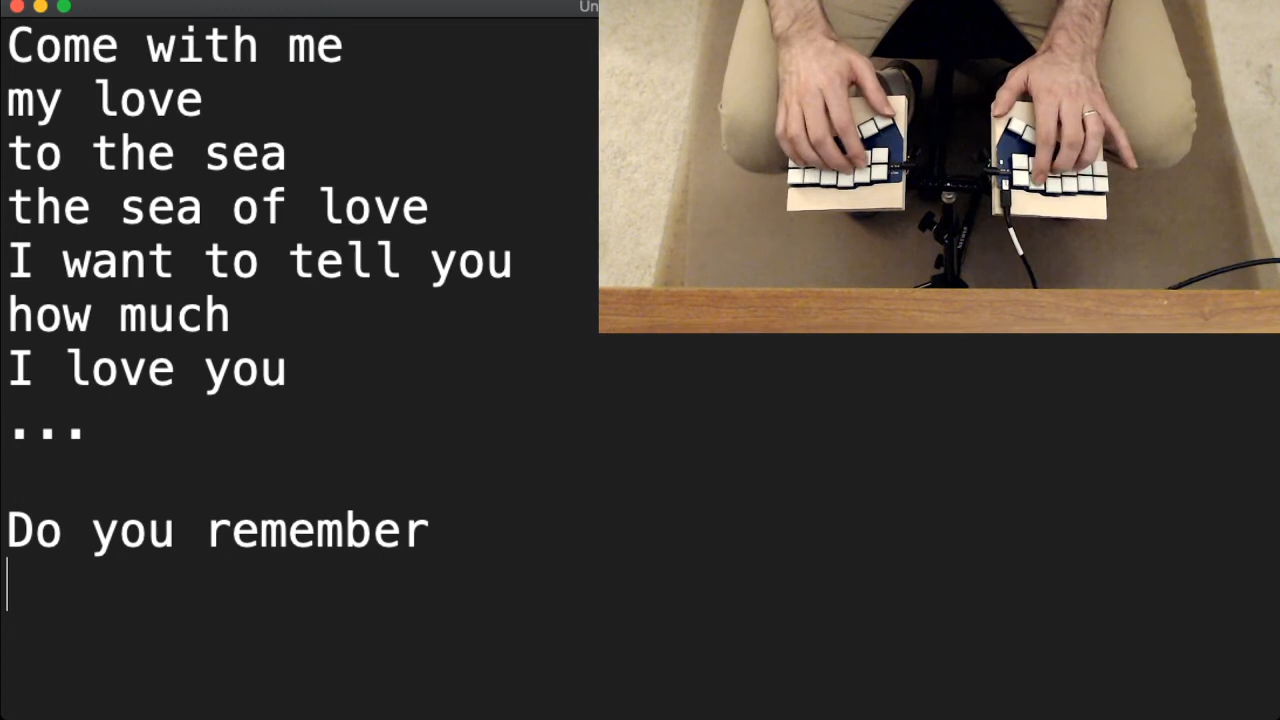 Un
Come with me
my love
to the sea
the sea of love
I want to tell you
how much
I love you
...
Do you remember